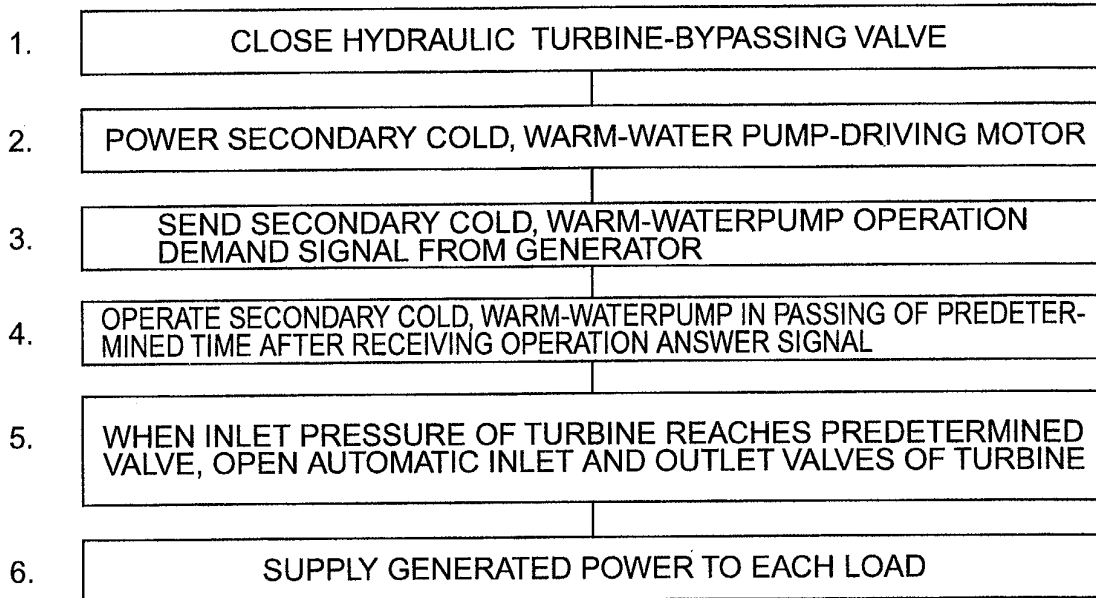 1. CLOSE HYDRAULIC TURBINE-BYPASSING VALVE
2. POWER SECONDARY COLD, WARM-WATER PUMP-DRIVING MOTOR
3. SEND SECONDARY COLD, WARM-WATERPUMP OPERATION
DEMAND SIGNAL FROM GENERATOR
4. OPERATE SECONDARY COLD, WARM-WATERPUMP IN PASSING OF PREDETER-
MINED TIME AFTER RECEIVING OPERATION ANSWER SIGNAL
5. WHEN INLET PRESSURE OF TURBINE REACHES PREDETERMINED
VALVE, OPEN AUTOMATIC INLET AND OUTLET VALVES OF TURBINE
6. SUPPLY GENERATED POWER TO EACH LOAD